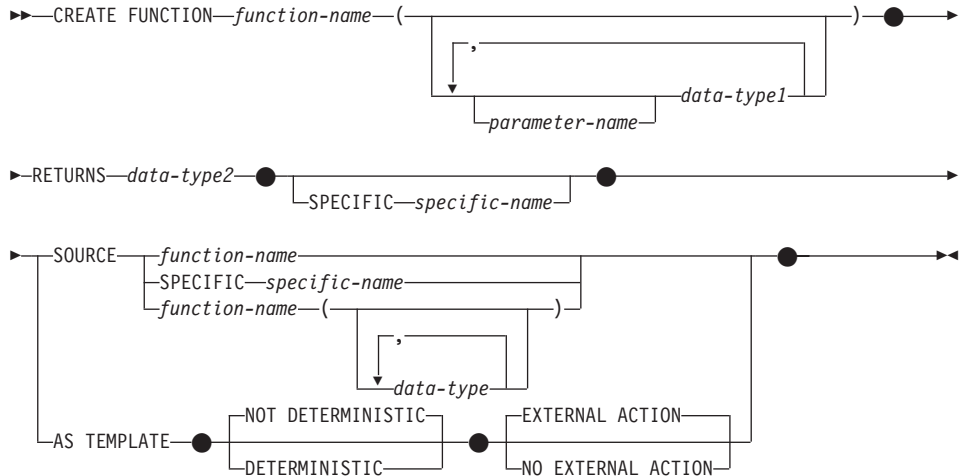 CREATE FUNCTION function-name ( )
,
data-type1
parameter-name
RETURNS data-type2
SPECIFIC specific-name
SOURCE function-name
SPECIFIC specific-name
function-name ( )
,
data-type
NOT DETERMINISTIC EXTERNAL ACTION
AS TEMPLATE
DETERMINISTIC NO EXTERNAL ACTION